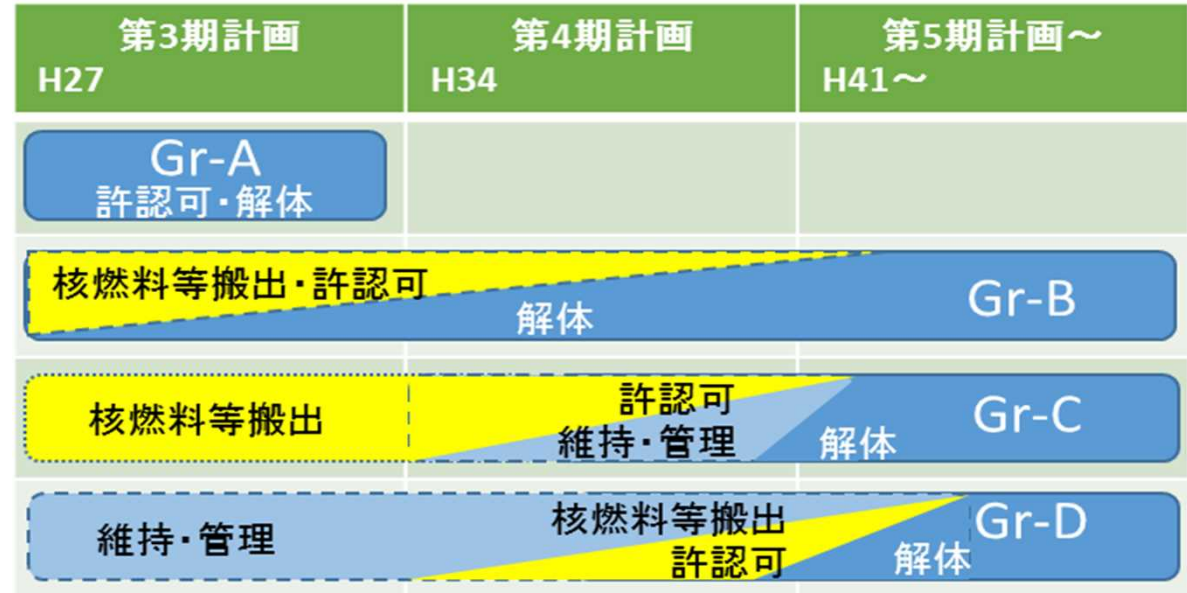 第3期計画
H27
第4期計画
H34
第5期計画～
H41～
Gr-A
許認可・解体
核燃料等搬出・許認可
解体
Gr-B
核燃料等搬出
許認可
維持・管理
解体
Gr-C
維持・管理
核燃料等搬出
許認可
解体
Gr-D